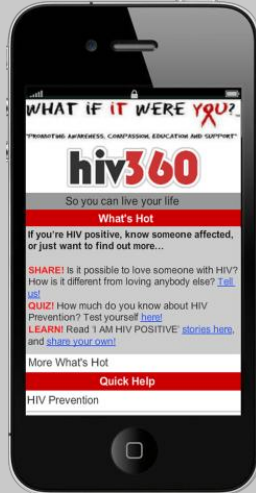 WHAT iF IT WERE YOU?
"PROMOTING AWARENESS, COMPASSION, EDUCATION AND SUPPORT"
hiv360
So you can live your life
What's Hot
If you're HIV positive, know someone affected,
or just want to find out more...
SHARE! Is it possible to love someone with HIV?
How is it different from loving anybody else? Tell
us!
QUIZ! How much do you know about HIV
Prevention? Test yourself here!
LEARN! Read 'I AM HIV POSITIVE' stories here,
and share your own!
More What's Hot
Quick Help
HIV Prevention